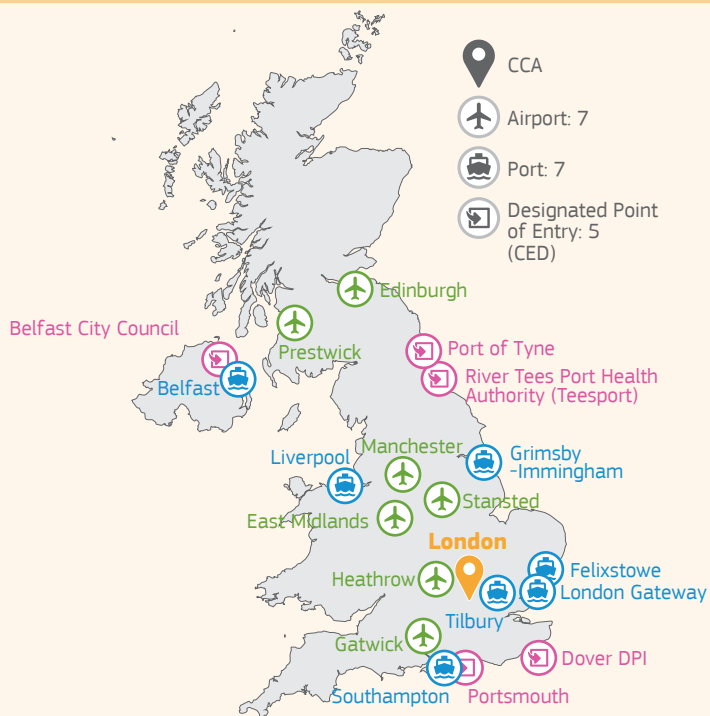 CCA
Airport: 7
Port: 7
Designated Point
of Entry: 5
(CED)
Edinburgh
Belfast City Council
Prestwick
Port of Tyne
Belfast
River Tees Port Health
Authority (Teesport)
Manchester
Liverpool
Grimsby
-Immingham
Stansted
East Midlands
London
Heathrow
Felixstowe
London Gateway
Tilbury
Gatwick
Dover DPI
Southampton
Portsmouth